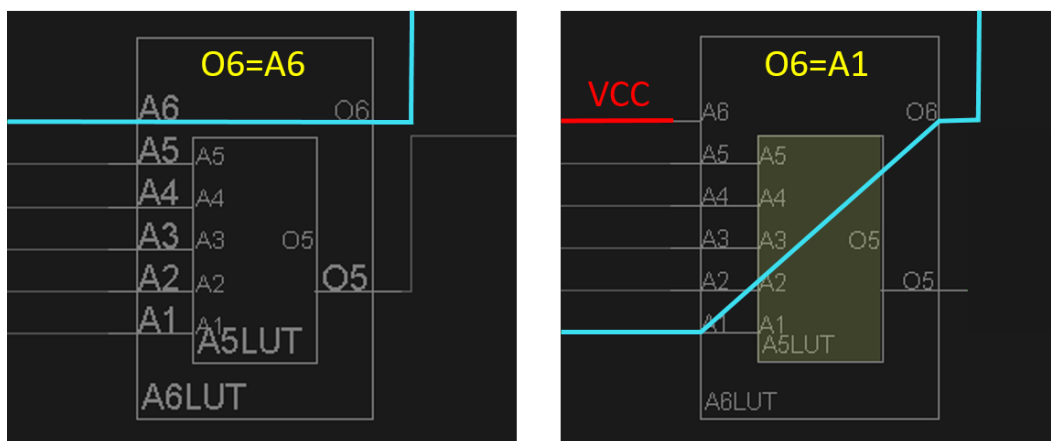 O6=A6
A6 O6
A5 A5
A4 A4
A3 A3 O5
A2 A2 O5
A1 A1
A5LUT
A6LUT
O6=A1
VCC
A6 O6
A5 A5
A4 A4
A3 A3 O5
A2 A2 O5
A1 A1
A5LUT
A6LUT